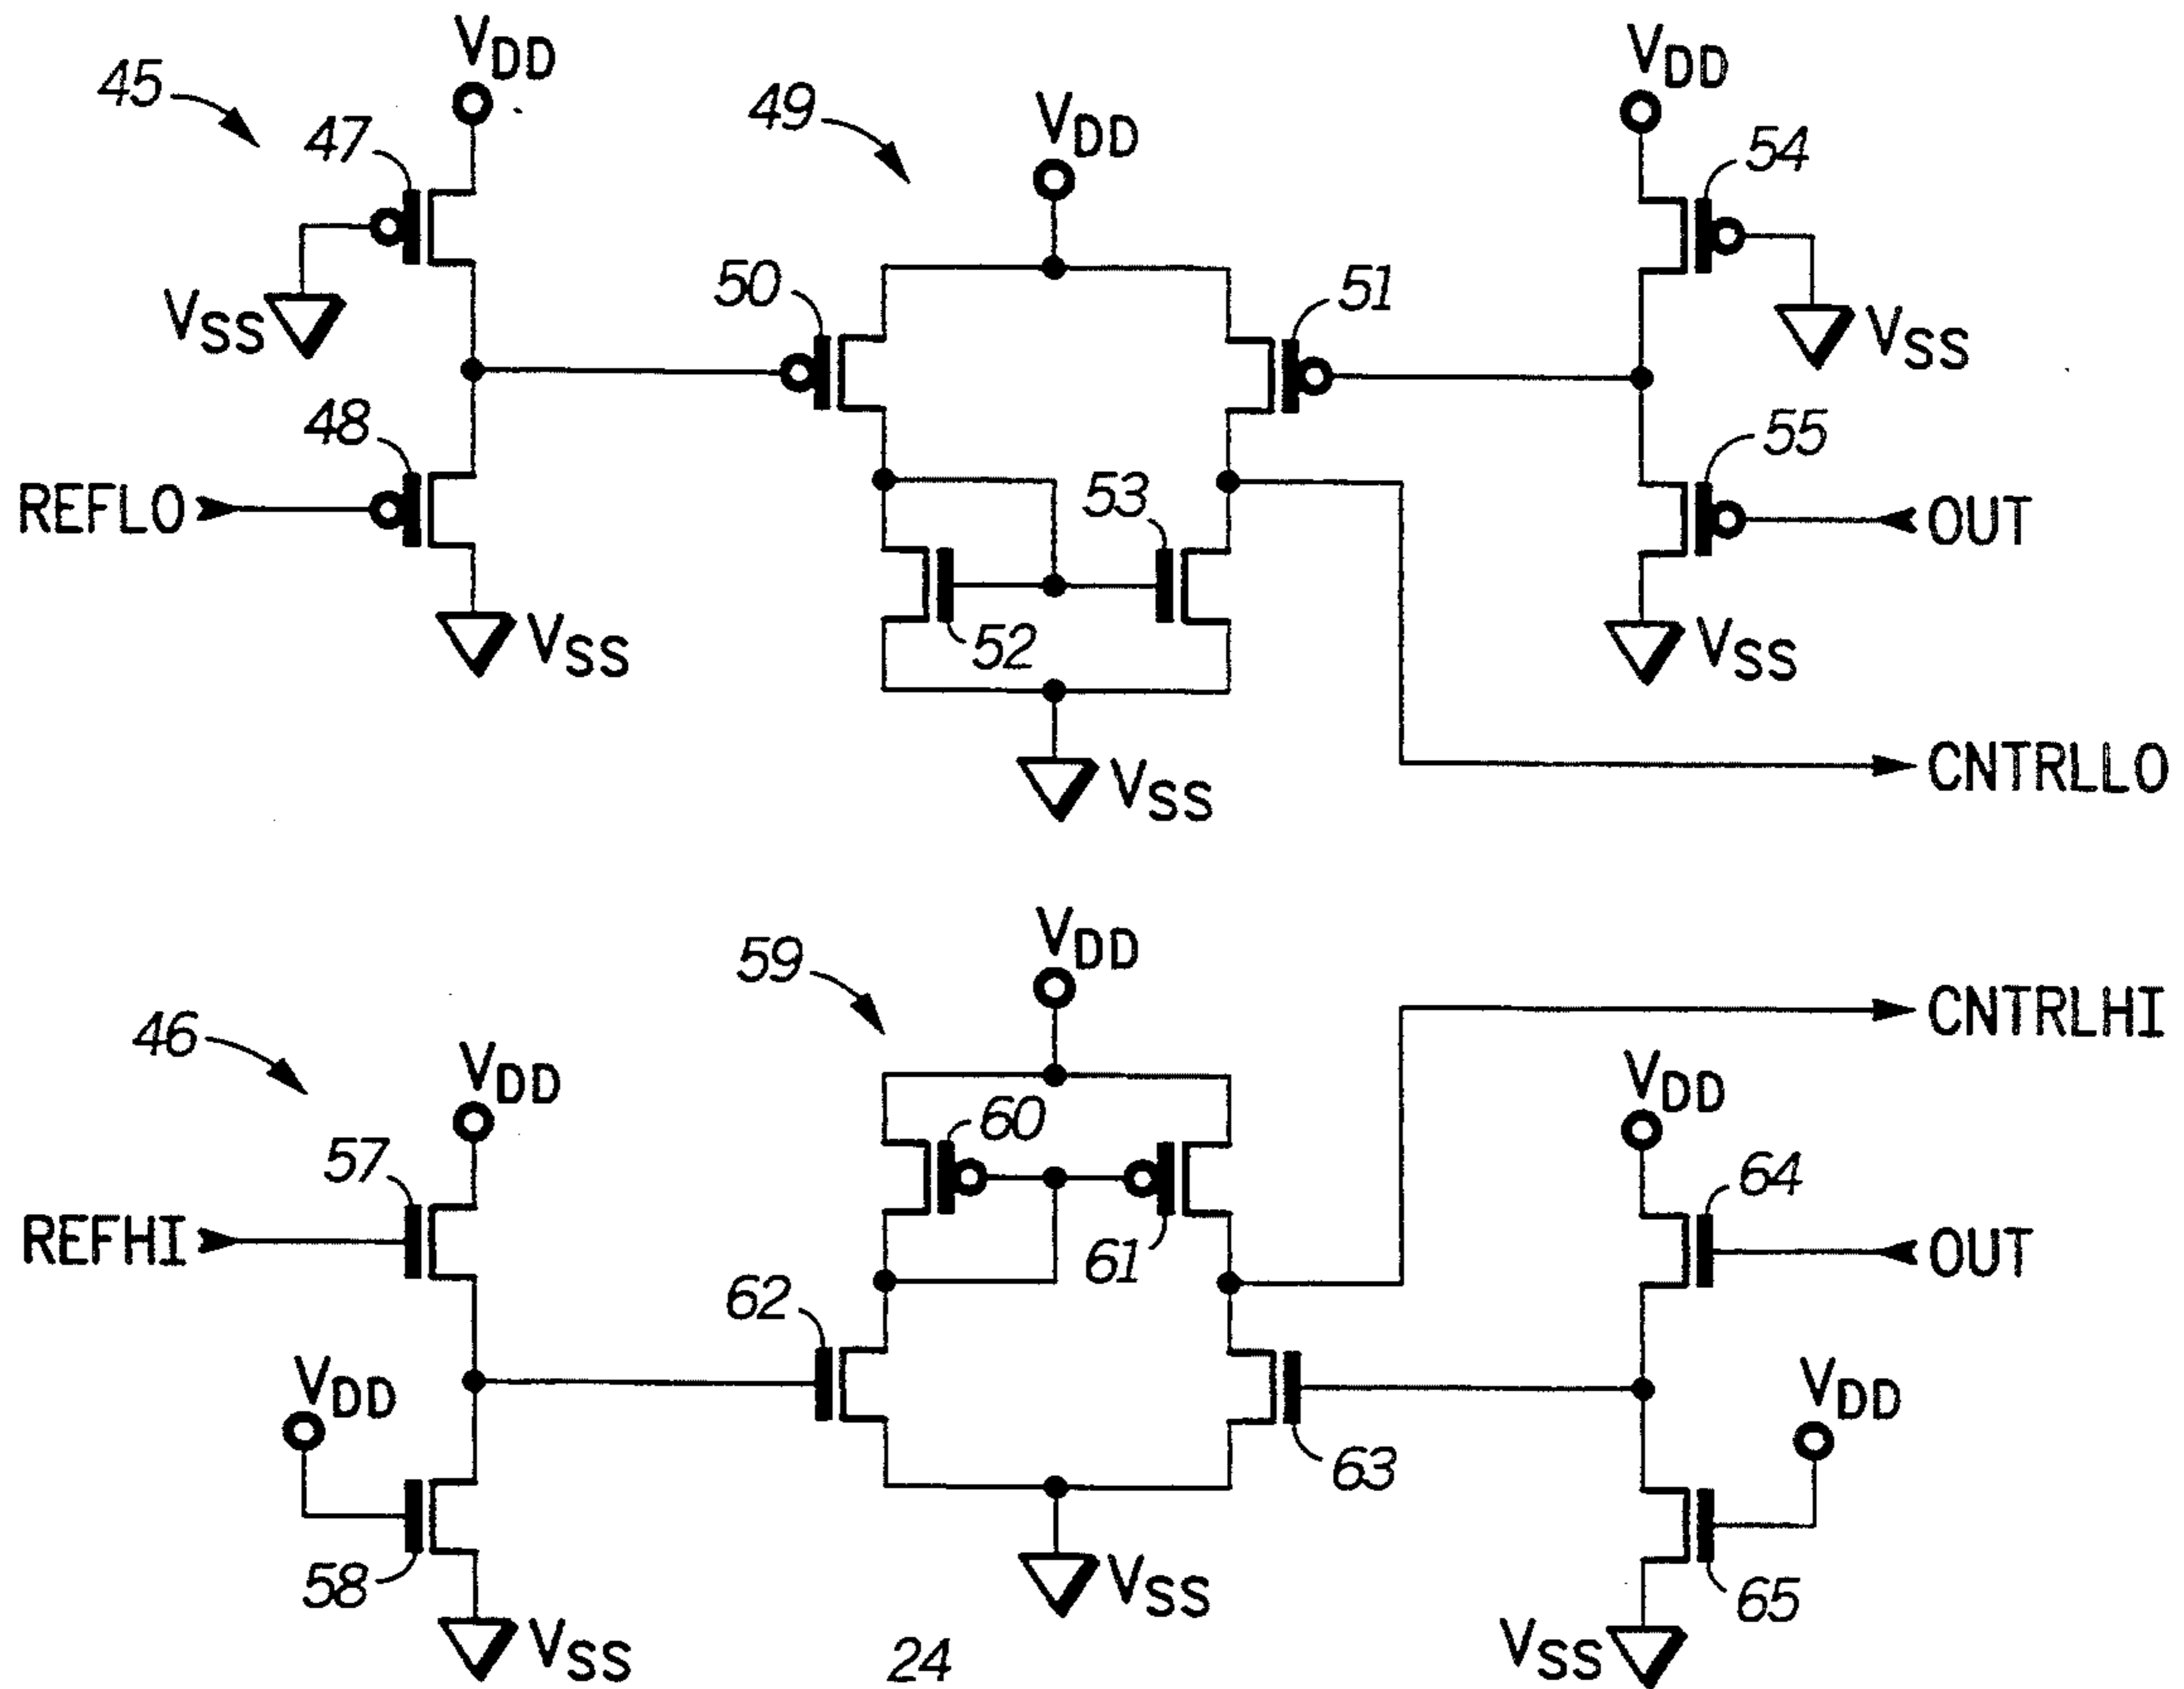 VDD
VDD
45
49
VDD
47
54
50
51
VSS
VSS
48
55
53
REFLO
OUT
52
VSS
VSS
CNTRLLO
VSS
VDD
59
CNTRLHI
46
VDD
VDD
60
57
64
REFHI
61
OUT
62
VDD
VDD
63
58
65
VSS
VSS
VSS
24